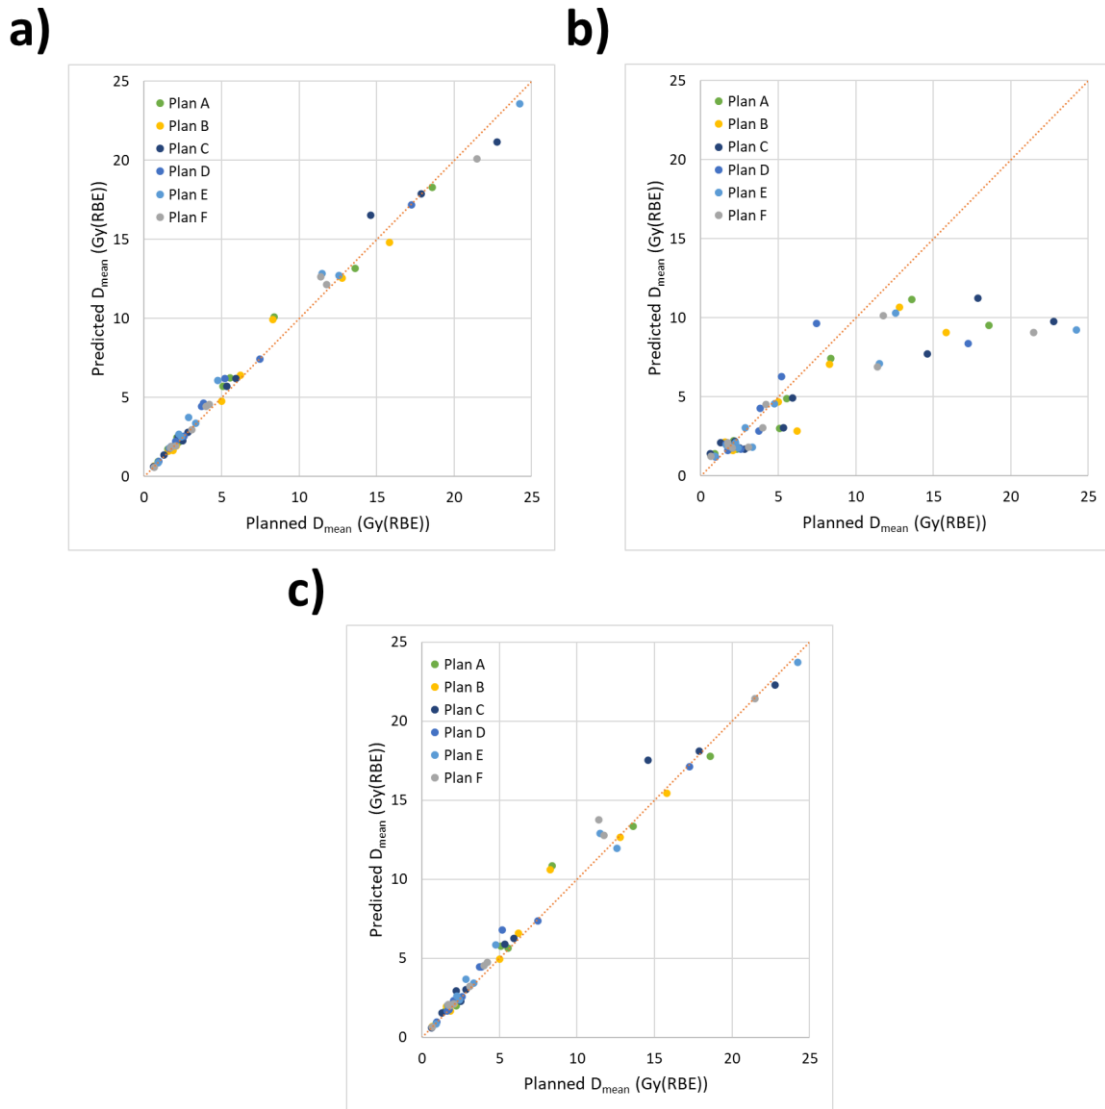 a)
25
20
15
10
5
0
Plan A
Plan B
Plan C
Plan D
Plan E
Plan F
Predicted Dmean (Gy(RBE))
0 5 10 15 20 25
Planned Dmean (Gy(RBE))
b)
25
20
15
10
5
0
Plan A
Plan B
Plan C
Plan D
Plan E
Plan F
Predicted Dmean (Gy(RBE))
0 5 10 15 20 25
Planned Dmean (Gy(RBE))
c)
25
20
15
10
5
0
Plan A
Plan B
Plan C
Plan D
Plan E
Plan F
Predicted Dmean (Gy(RBE))
0 5 10 15 20 25
Planned Dmean (Gy(RBE))